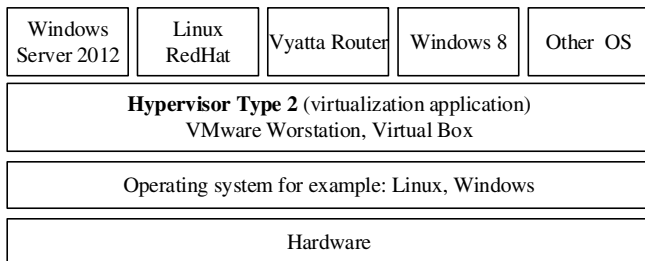 Windows
Server 2012
Linux
RedHat
Vyatta Router
Windows 8
Other OS
Hypervisor Type 2 (virtualization application)
VMware Worstation, Virtual Box
Operating system for example: Linux, Windows
Hardware